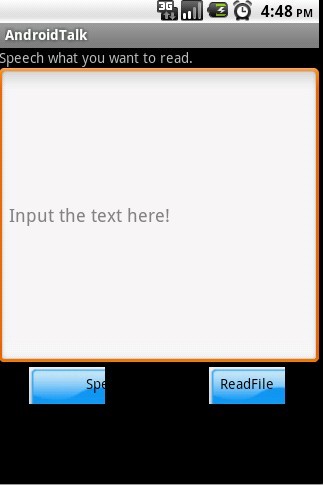 3G 4:48 PM
AndroidTalk
Speech what you want to read.
Input the text here!
Spe ReadFile